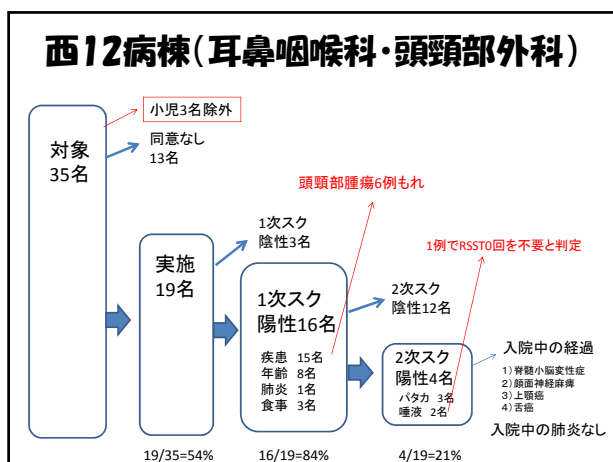 西12病棟(耳鼻咽喉科・頭頸部外科)
小児3名除外
対象
35名
同意なし
13名
頭頸部腫瘍6例もれ
1次スク
陰性3名
1例でRSST0回を不要と判定
実施
19名
1次スク
陽性16名
疾患 15名
年齢 8名
肺炎 1名
食事 3名
2次スク
陰性12名
2次スク
陽性4名
パタカ 3名
唾液 2名
入院中の経過
1)脊髄小脳変性症
2)顔面神経麻痺
3)上顎癌
4)舌癌
入院中の肺炎なし
19/35=54%
16/19=84%
4/19=21%